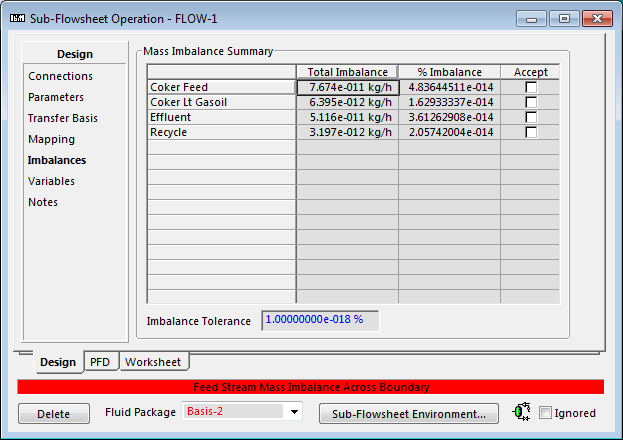 Sub-Flowsheet Operation - FLOW-1
Design
Connections
Parameters
Transfer Basis
Mapping
Imbalances
Variables
Notes
Mass Imbalance Summary
Total Imbalance % Imbalance Accept
Coker Feed 7.674e-011 kg/h 4.83644511e-014
Coker Lt Gasoil 6.395e-012 kg/h 1.62933337e-014
Effluent 5.116e-011 kg/h 3.61262908e-014
Recycle 3.197e-012 kg/h 2.05742004e-014
Imbalance Tolerance 1.00000000e-018 %
Design PFD Worksheet
Feed Stream Mass Imbalance Across Boundary
Delete Fluid Package Basis-2 Sub-Flowsheet Environment... Ignored